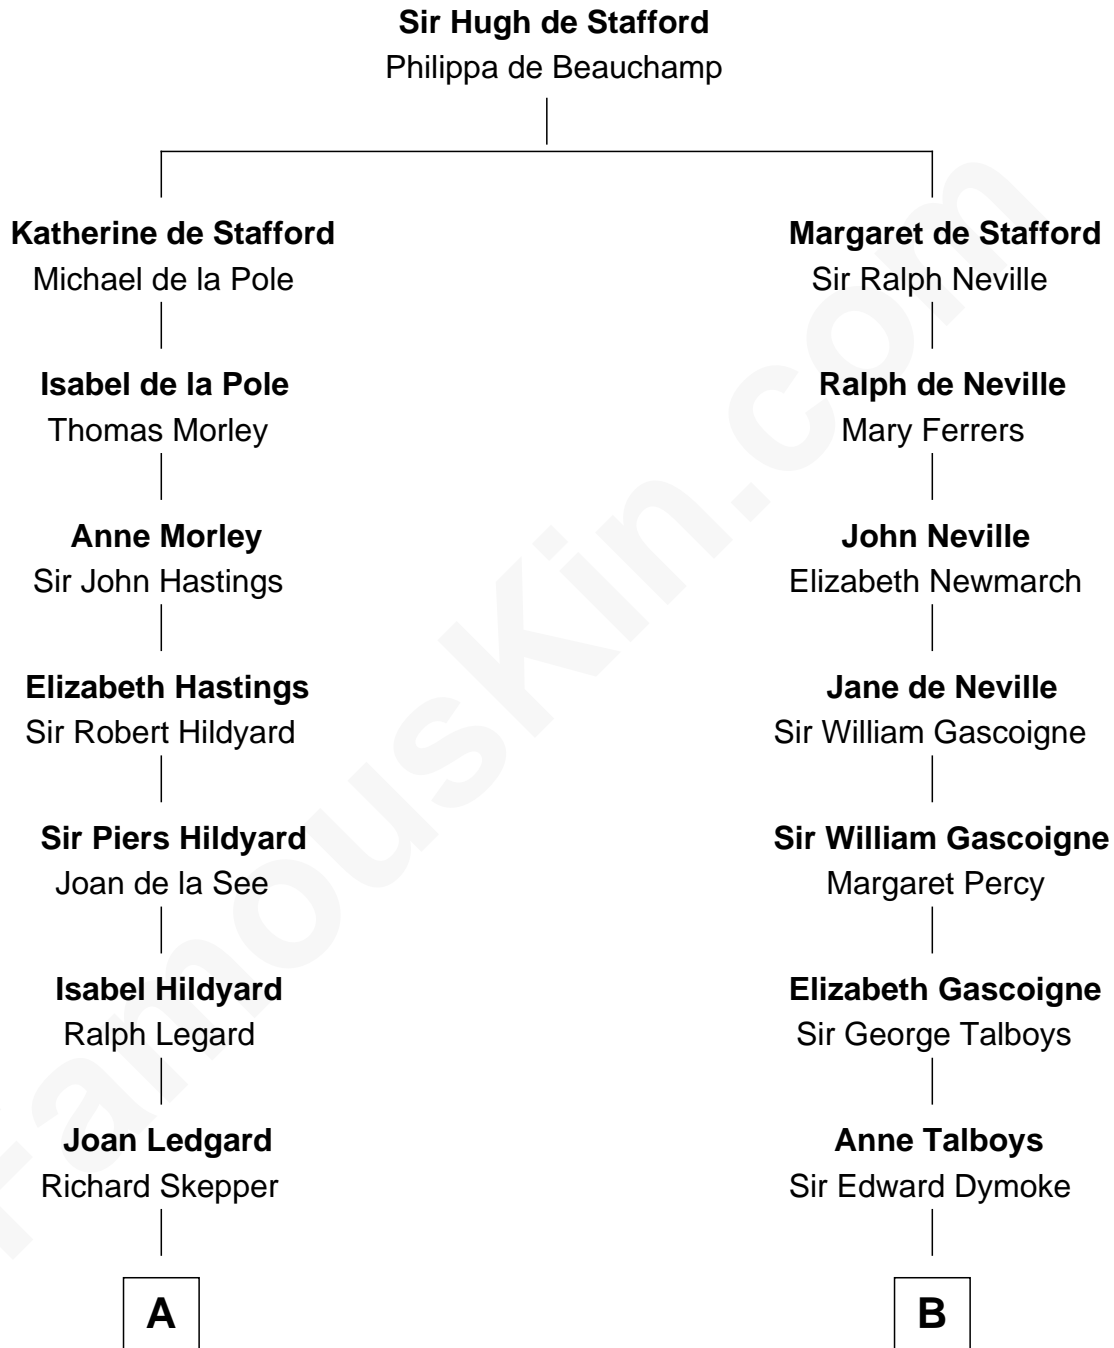 Sir Hugh de Stafford
Philippa de Beauchamp
Katherine de Stafford
Michael de la Pole
Margaret de Stafford
Sir Ralph Neville
Isabel de la Pole
Thomas Morley
Ralph de Neville
Mary Ferrers
Anne Morley
Sir John Hastings
John Neville
Elizabeth Newmarch
Elizabeth Hastings
Sir Robert Hildyard
Jane de Neville
Sir William Gascoigne
Sir Piers Hildyard
Joan de la See
Sir William Gascoigne
Margaret Percy
Isabel Hildyard
Ralph Legard
Elizabeth Gascoigne
Sir George Talboys
Joan Ledgard
Richard Skepper
Anne Talboys
Sir Edward Dymoke
A
B
FamousKin.com